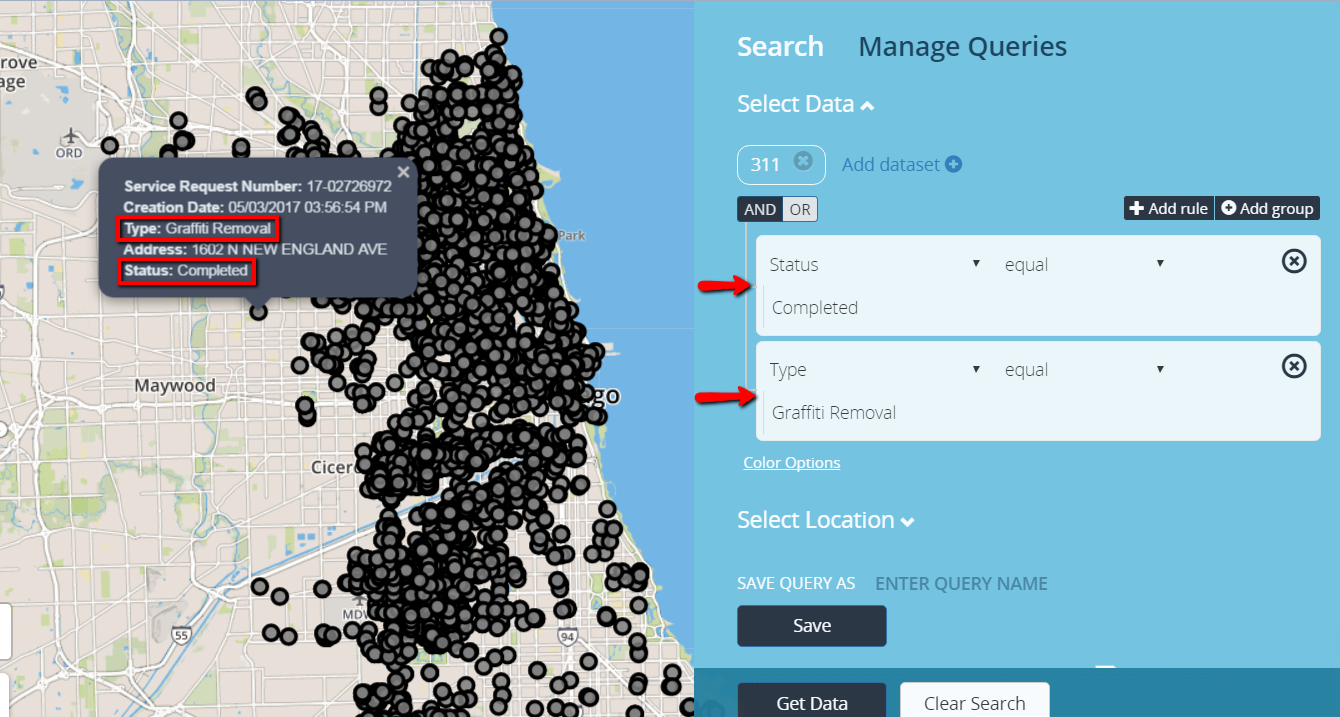 rove
age
ORD
Service Request Number: 17-02726972
Creation Date: 05/03/2017 03:56:54 PM
Type: Graffiti Removal
Address: 1602 N NEW ENGLAND AVE
Status: Completed
Park
Maywood
go
Cicero
MDW
55
94
Search Manage Queries
Select Data
311 Add dataset
AND OR Add rule Add group
Status equal
Completed
Type equal
Graffiti Removal
Color Options
Select Location
SAVE QUERY AS ENTER QUERY NAME
Save
Get Data Clear Search